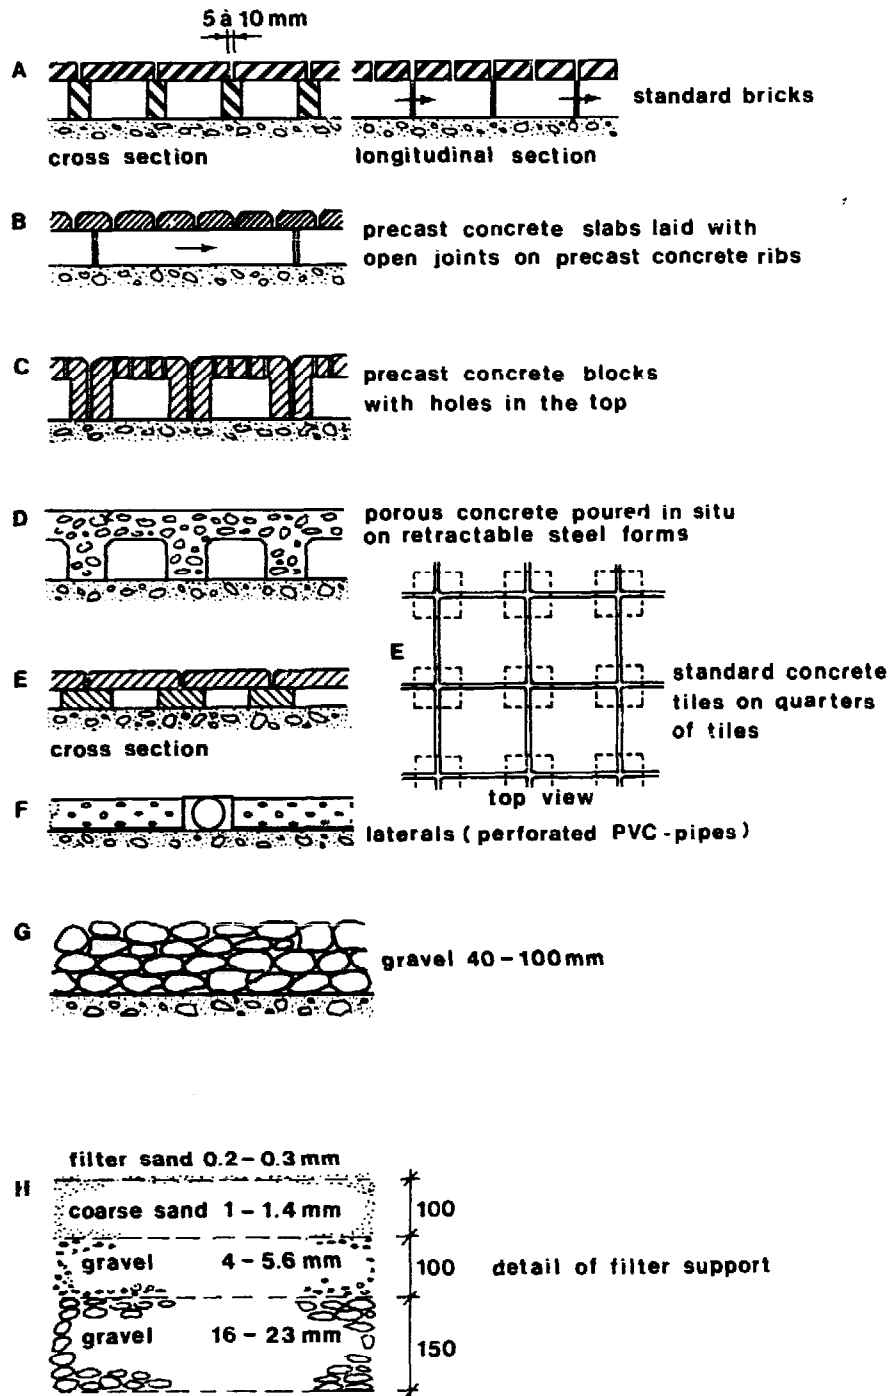 5 à 10 mm
A
standard bricks
cross section
longitudinal section
B
precast concrete slabs laid with
open joints on precast concrete ribs
C
precast concrete blocks
with holes in the top
D
porous concrete poured in situ
on retractable steel forms
E
cross section
E
standard concrete
tiles on quarters
of tiles
top view
F
laterals (perforated PVC-pipes)
G
gravel 40-100 mm
H
filter sand 0.2-0.3 mm
coarse sand 1-1.4 mm
100
gravel 4-5.6 mm
100
detail of filter support
gravel 16-23 mm
150